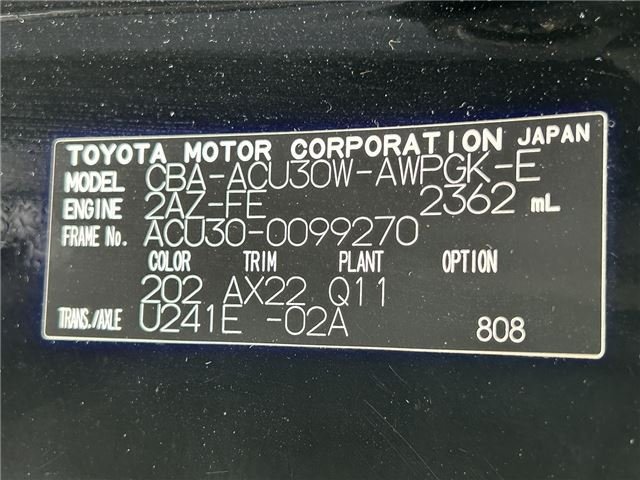 TOYOTA MOTOR CORPORATION JAPAN
MODEL CBA-ACU30W-AWPGK-E
ENGINE 2AZ-FE 2362 mL
FRAME No. ACU30-0099270
COLOR TRIM PLANT OPTION
202 AX22 Q11
TRANS./AXLE U241E -02A
808